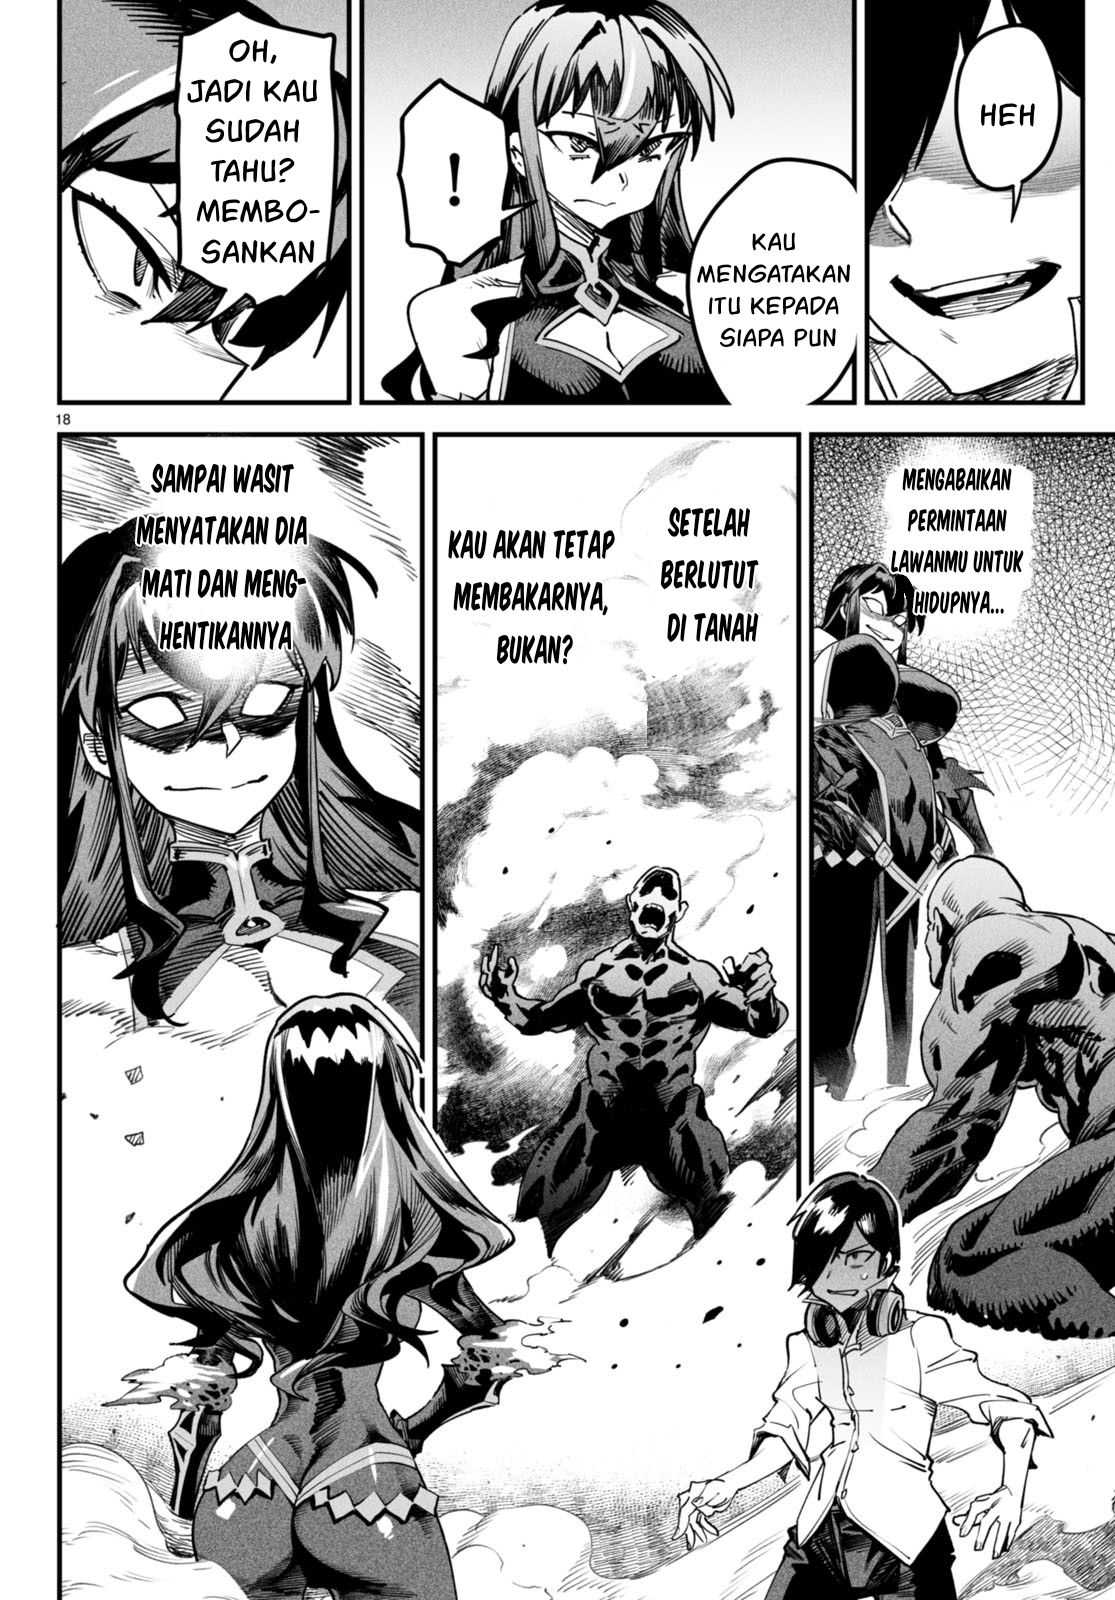 HEH
KAU
MENGATAKAN
ITU KEPADA
SIAPA PUN
!
OH,
JADI KAU
SUDAH
TAHU?
MEMBO-
SANKAN
18
MENGABAIKAN
PERMINTAAN
LAWANMU UNTUK
HIDUPNYA...
SETELAH
BERLUTUT
DI TANAH
KAU AKAN TETAP
MEMBAKARNYA,
BUKAN?
SAMPAI WASIT
MENYATAKAN DIA
MATI DAN MENG-
HENTIKANNYA